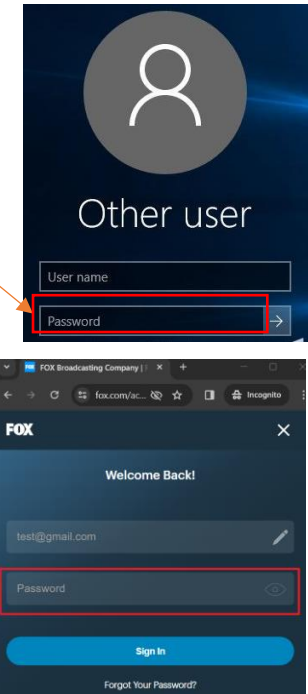 Other user
User name
Password
FOX Broadcasting Company |
fox.com/ac...
Incognito
FOX
Welcome Back!
test@gmail.com
Password
Sign In
Forgot Your Password?